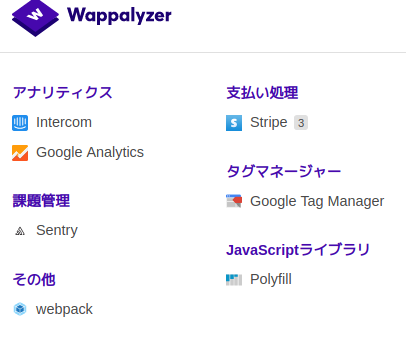 Wappalyzer
アナリティクス
Intercom
Google Analytics
課題管理
Sentry
その他
webpack
支払い処理
Stripe 3
タグマネージャー
Google Tag Manager
JavaScriptライブラリ
Polyfill